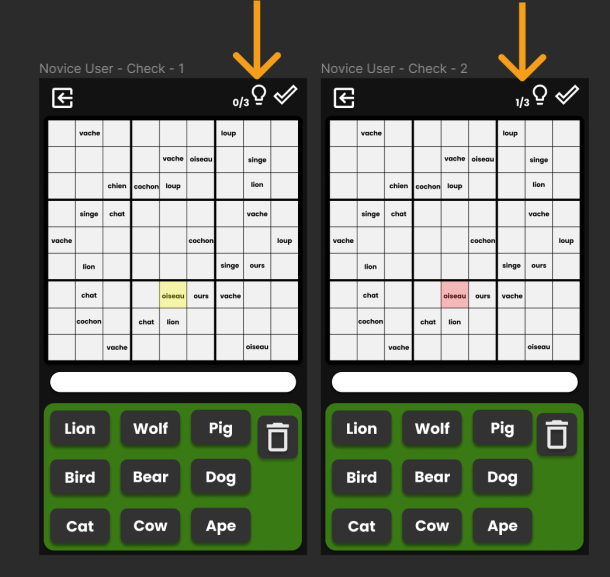 Novice User - Check - 1
0/3
vache loup
vache oiseau singe
chien cochon loup lion
singe chat vache
vache cochon loup
lion singe ours
chat oiseau ours vache
cochon chat lion
vache oiseau
Lion Wolf Pig
Bird Bear Dog
Cat Cow Ape
Novice User - Check - 2
1/3
vache loup
vache oiseau singe
chien cochon loup lion
singe chat vache
vache cochon loup
lion singe ours
chat oiseau ours vache
cochon chat lion
vache oiseau
Lion Wolf Pig
Bird Bear Dog
Cat Cow Ape